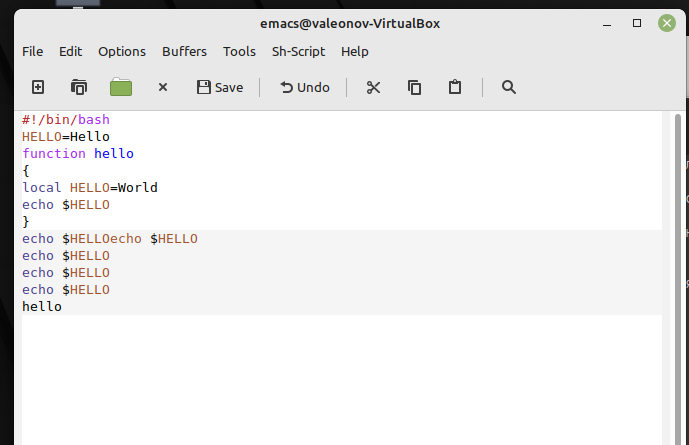 emacs@valeonov-VirtualBox
File Edit Options Buffers Tools Sh-Script Help
Save Undo
#!/bin/bash
HELLO=Hello
function hello
{
local HELLO=World
echo $HELLO
}
echo $HELLOecho $HELLO
echo $HELLO
echo $HELLO
echo $HELLO
hello